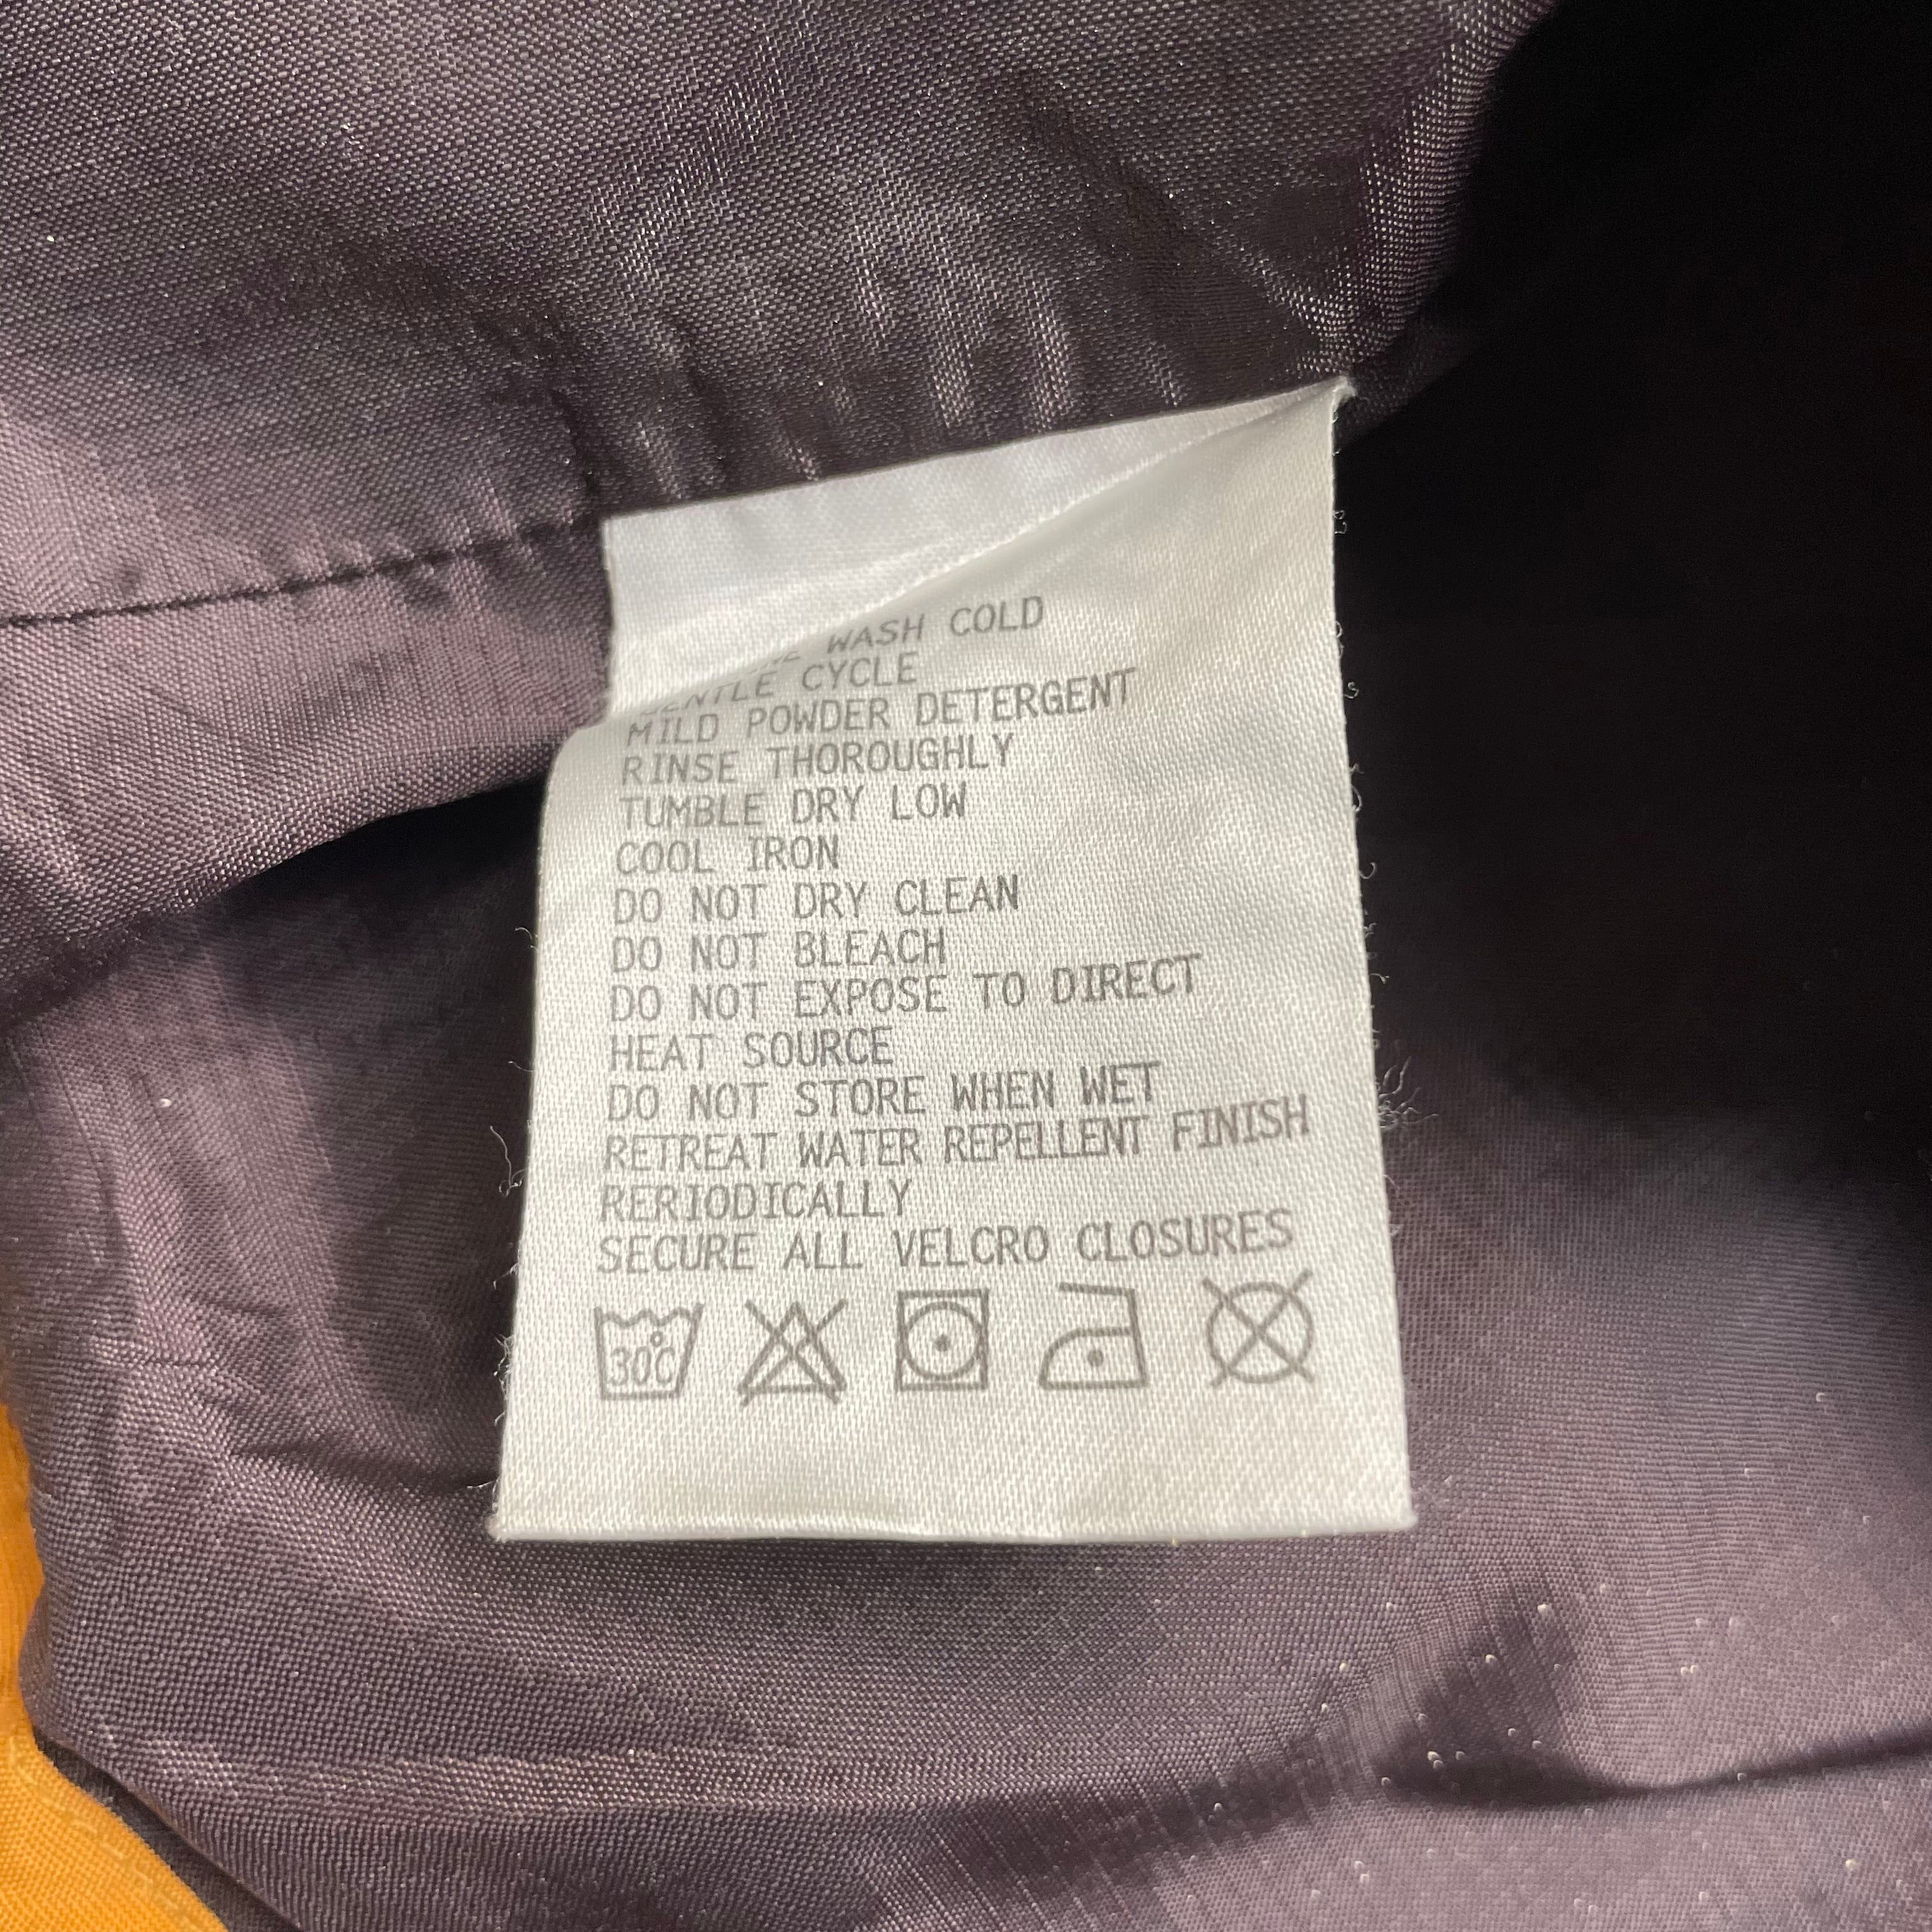 WASH COLD
GENTLE CYCLE
MILD POWDER DETERGENT
RINSE THOROUGHLY
TUMBLE DRY LOW
COOL IRON
DO NOT DRY CLEAN
DO NOT BLEACH
DO NOT EXPOSE TO DIRECT
HEAT SOURCE
DO NOT STORE WHEN WET
RETREAT WATER REPELLENT FINISH
RERIODICALLY
SECURE ALL VELCRO CLOSURES
30°C